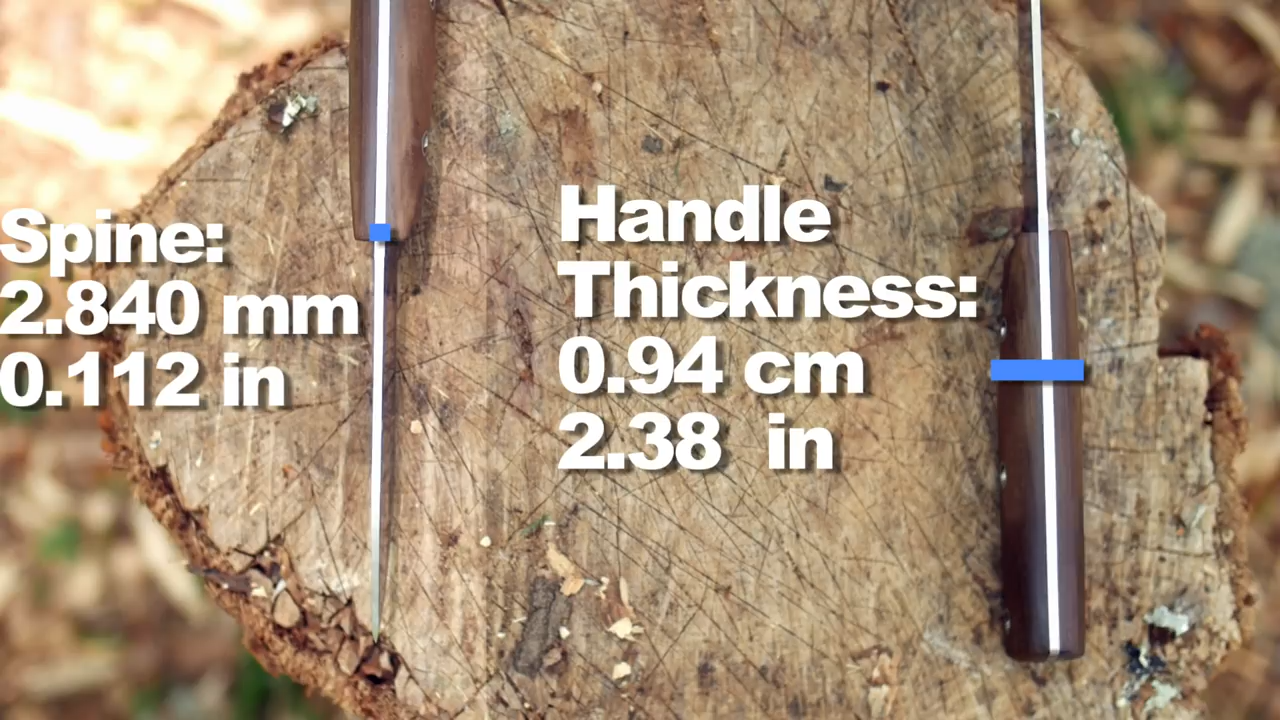 Spine:
2.840 mm
0.112 in
Handle
Thickness:
0.94 cm
2.38 in